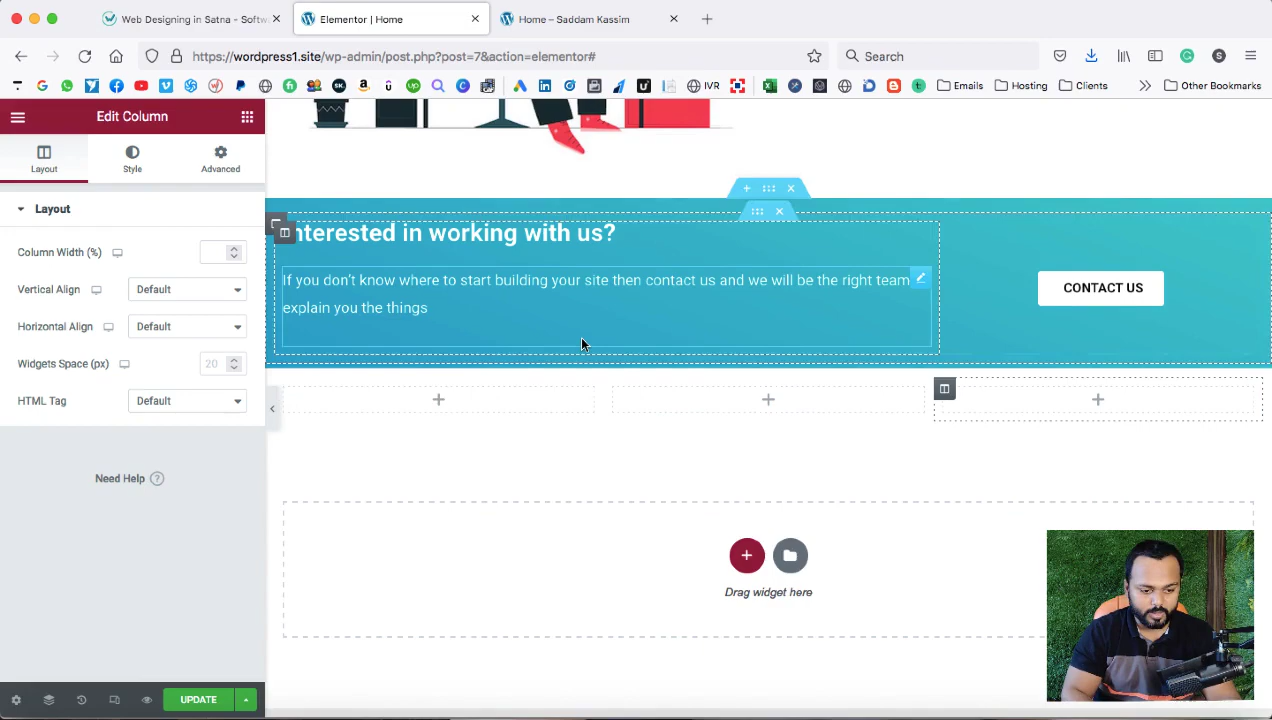 Web Designing in Satna - Softw
Elementor | Home
Home – Saddam Kassim
https://wordpress1.site/wp-admin/post.php?post=7&action=elementor#
Search
IVR
Emails
Hosting
Clients
Other Bookmarks
Edit Column
Layout
Style
Advanced
Layout
Column Width (%)
Vertical Align
Default
Horizontal Align
Default
Widgets Space (px)
20
HTML Tag
Default
Need Help
UPDATE
nterested in working with us?
If you don't know where to start building your site then contact us and we will be the right team
explain you the things
CONTACT US
Drag widget here